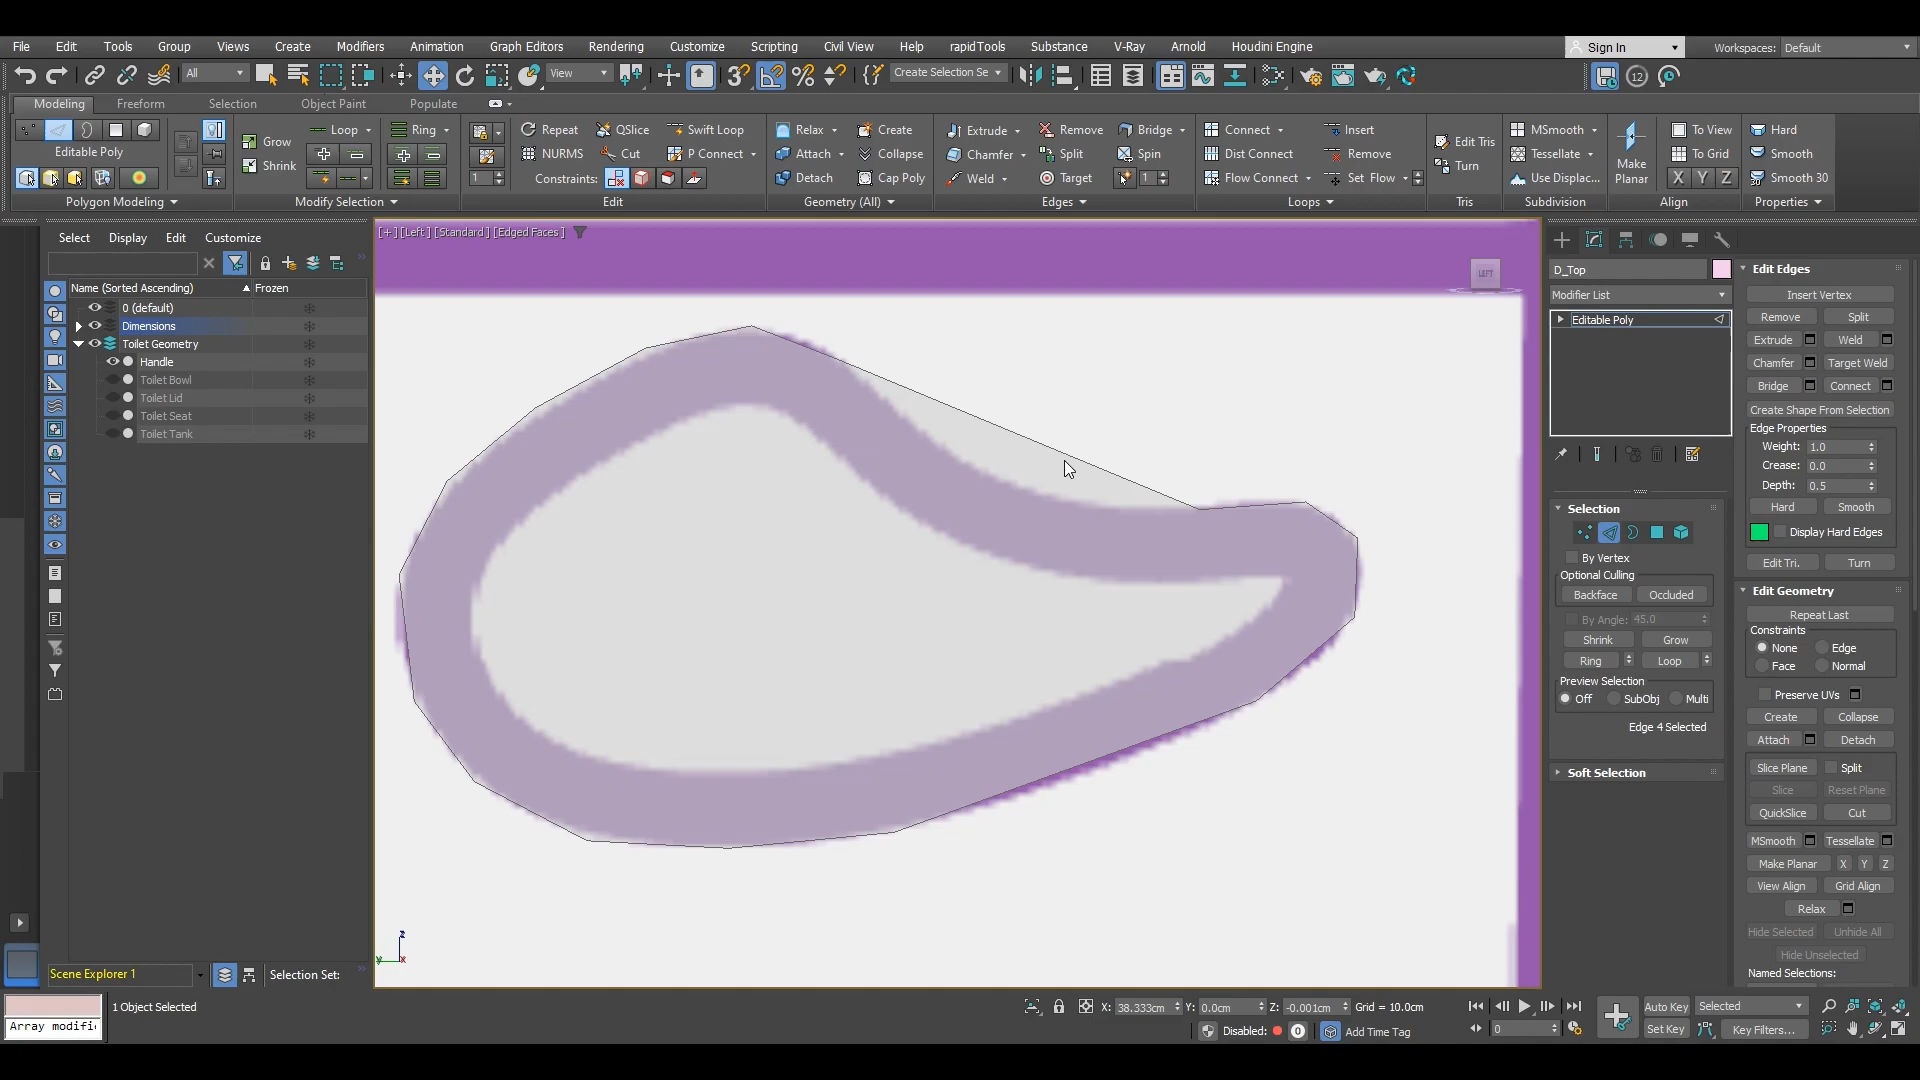 File Edit Tools Group Views Create Modifiers Animation Graph Editors Rendering Customize Scripting Civil View Help rapidTools Substance V-Ray Arnold Houdini Engine Sign In Workspaces: Default
All View Create Selection Se 12
Modeling Freeform Selection Object Paint Populate
Repeat QSlice Swift Loop Relax Create Extrude Remove Bridge Connect Insert MSmooth To View Hard
Loop Ring
Grow Edit Tris
Editable Poly NURMS Cut P Connect Attach Collapse Chamfer Split Spin Dist Connect Remove Tessellate Make Planar To Grid Smooth
Shrink Turn
1 Constraints: Detach Cap Poly Weld Target 1 Flow Connect Set Flow Use Displac... X Y Z Smooth 30
Polygon Modeling Modify Selection Edit Geometry (All) Edges Loops Tris Subdivision Align Properties
Select Display Edit Customize
Name (Sorted Ascending) Frozen
0 (default)
Dimensions
Toilet Geometry
Handle
Toilet Bowl
Toilet Lid
Toilet Seat
Toilet Tank
[+] [Left] [Standard] [Edged Faces]
LEFT
z
y x
D_Top
Modifier List
Editable Poly
Selection
By Vertex
Optional Culling
Backface Occluded
By Angle: 45.0
Shrink Grow
Ring Loop
Preview Selection
Off SubObj Multi
Edge 4 Selected
Soft Selection
Edit Edges
Insert Vertex
Remove Split
Extrude Weld
Chamfer Target Weld
Bridge Connect
Create Shape From Selection
Edge Properties
Weight: 1.0
Crease: 0.0
Depth: 0.5
Hard Smooth
Display Hard Edges
Edit Tri. Turn
Edit Geometry
Repeat Last
Constraints
None Edge
Face Normal
Preserve UVs
Create Collapse
Attach Detach
Slice Plane Split
Slice Reset Plane
QuickSlice Cut
MSmooth Tessellate
Make Planar X Y Z
View Align Grid Align
Relax
Hide Selected Unhide All
Hide Unselected
Named Selections:
Scene Explorer 1 Selection Set:
1 Object Selected X: 38.333cm Y: 0.0cm Z: -0.001cm Grid = 10.0cm Auto Key Selected
Array modifi Disabled: 0 Add Time Tag 0 Set Key Key Filters...